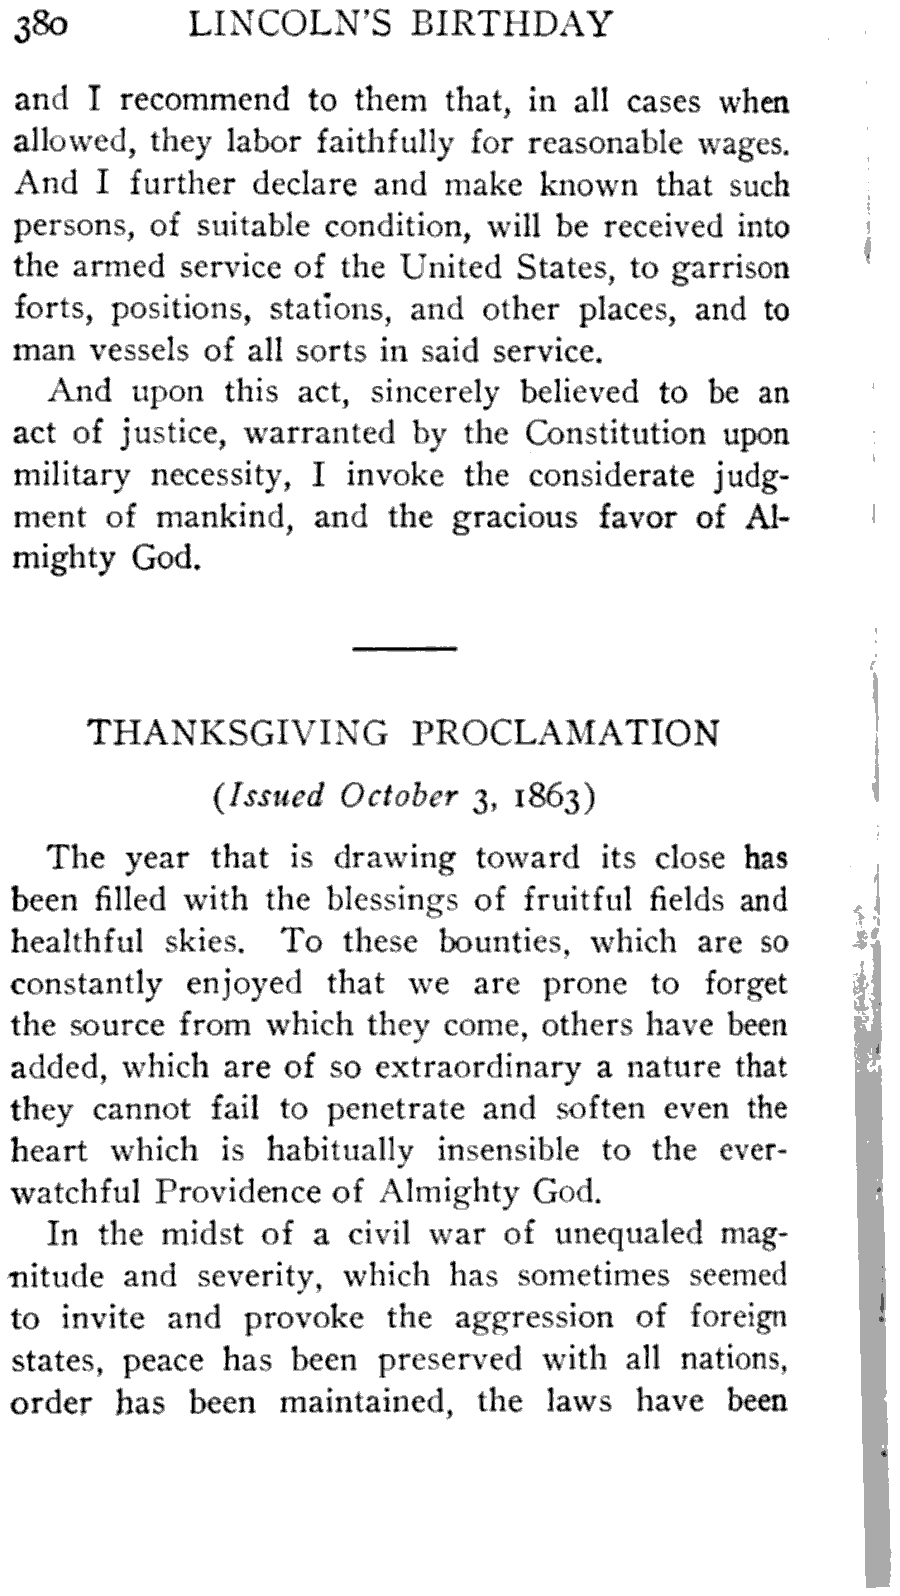 380 LINCOLN'S BIRTHDAY
and I recommend to them that, in all cases when
allowed, they labor faithfully for reasonable wages.
And I further declare and make known that such
persons, of suitable condition, will be received into
the armed service of the United States, to garrison
forts, positions, stations, and other places, and to
man vessels of all sorts in said service.
And upon this act, sincerely believed to be an
act of justice, warranted by the Constitution upon
military necessity, I invoke the considerate judg-
ment of mankind, and the gracious favor of Al-
mighty God.
THANKSGIVING PROCLAMATION
(Issued October 3, 1863)
The year that is drawing toward its close has
been filled with the blessings of fruitful fields and
healthful skies. To these bounties, which are so
constantly enjoyed that we are prone to forget
the source from which they come, others have been
added, which are of so extraordinary a nature that
they cannot fail to penetrate and soften even the
heart which is habitually insensible to the ever-
watchful Providence of Almighty God.
In the midst of a civil war of unequaled mag-
nitude and severity, which has sometimes seemed
to invite and provoke the aggression of foreign
states, peace has been preserved with all nations,
order has been maintained, the laws have been